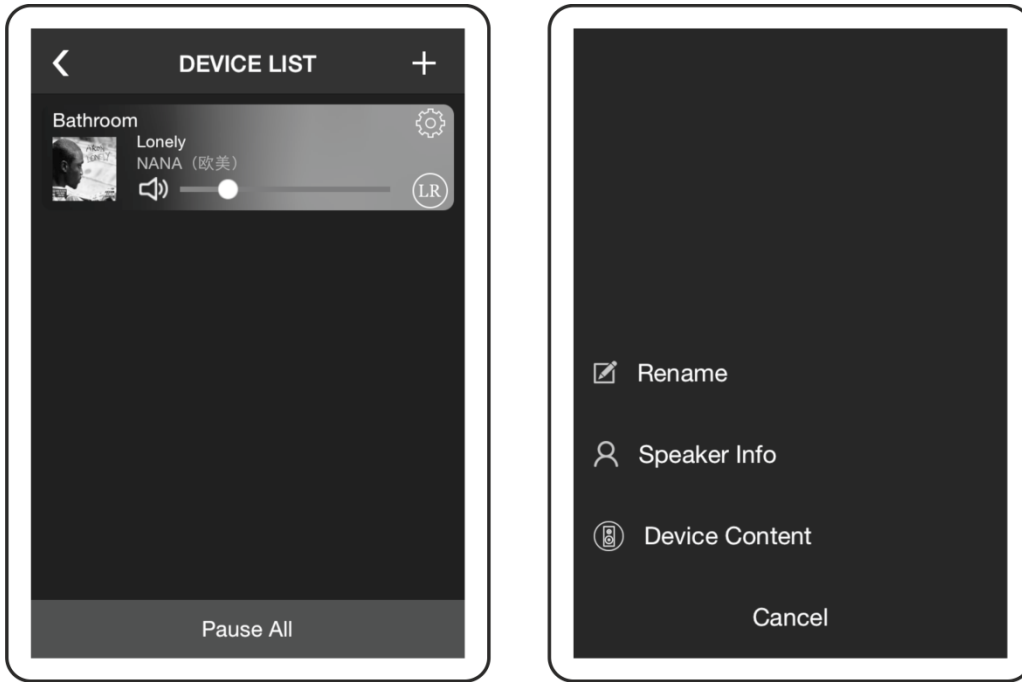 DEVICE LIST
Bathroom
Lonely
NANA（欧美）
LR
Pause All
Rename
Speaker Info
Device Content
Cancel